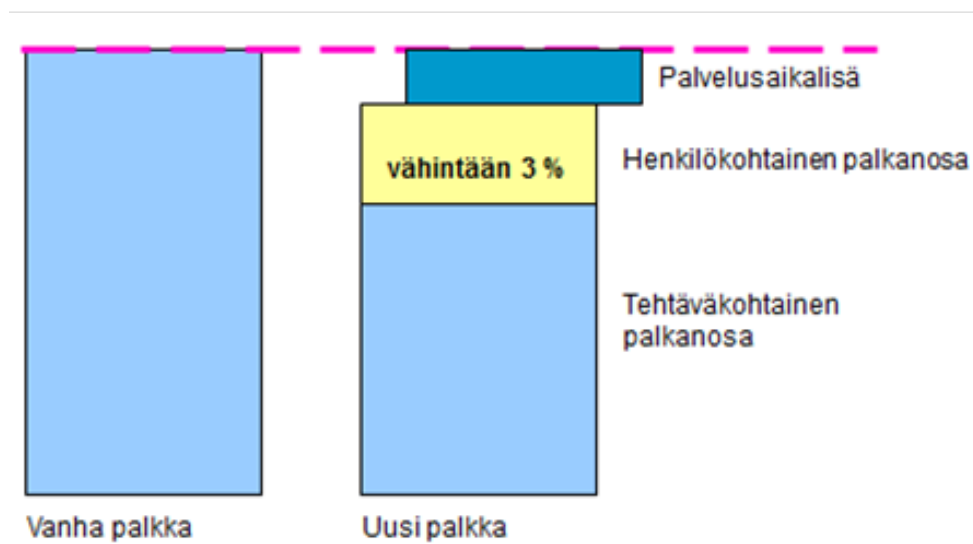 Palvelusaikalisä
vähintään 3 %
Henkilökohtainen palkanosa
Tehtäväkohtainen
palkanosa
Vanha palkka
Uusi palkka